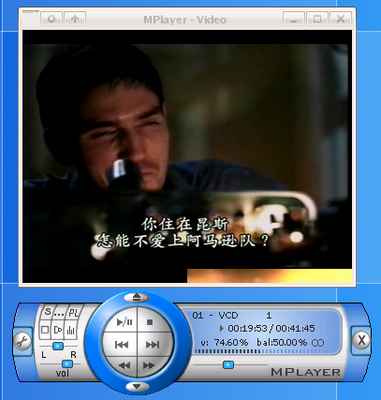 MPlayer - Video
你住在昆斯
怎能不爱上阿马逊队？
S... PL
01 - VCD 1
00:19:53 / 00:41:45
v: 74.60% bal:50.00%
L R
vol
MPLAYER